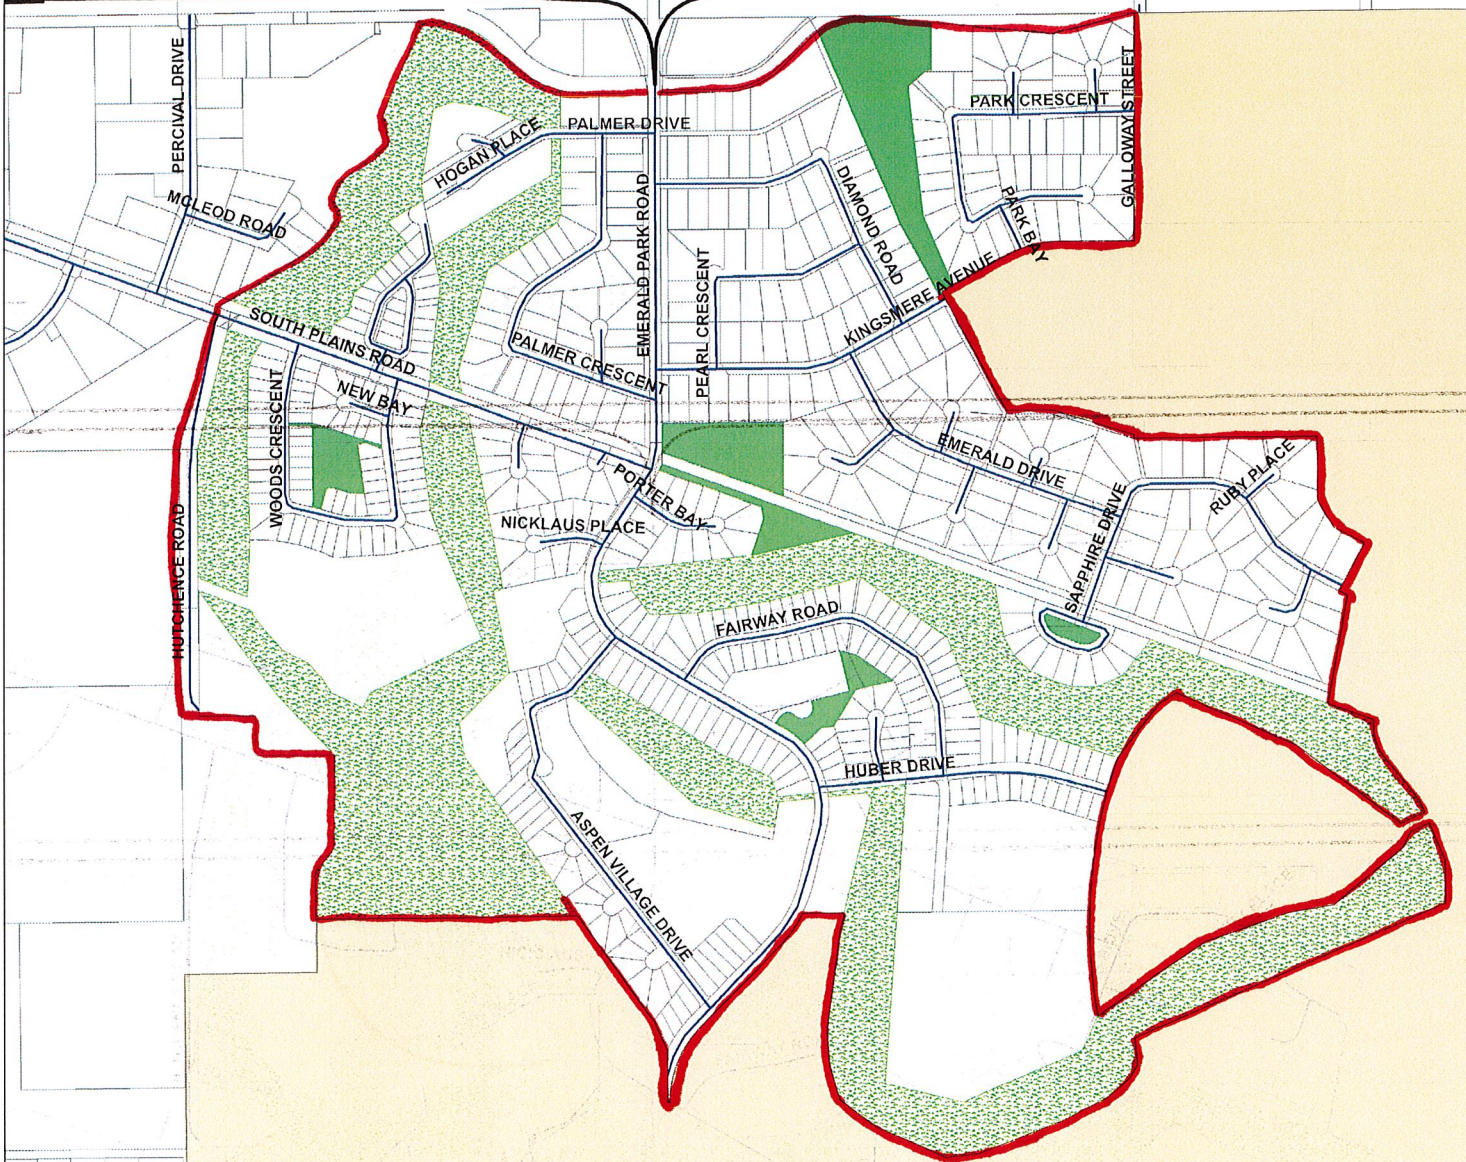 PERCIVAL DRIVE
GALLOWAY STREET
PARK CRESCENT
PALMER DRIVE
HOGAN PLACE
MCLEOD ROAD
DIAMOND ROAD
PARK BAY
EMERALD PARK ROAD
PEARL CRESCENT
KINGSMERE AVENUE
SOUTH PLAINS ROAD
PALMER CRESCENT
NEW BAY
WOODS CRESCENT
EMERALD DRIVE
RUBY PLACE
PORTER BAY
NICKLAUS PLACE
SAPPHIRE DRIVE
HUTCHENCE ROAD
FAIRWAY ROAD
HUBER DRIVE
ASPEN VILLAGE DRIVE